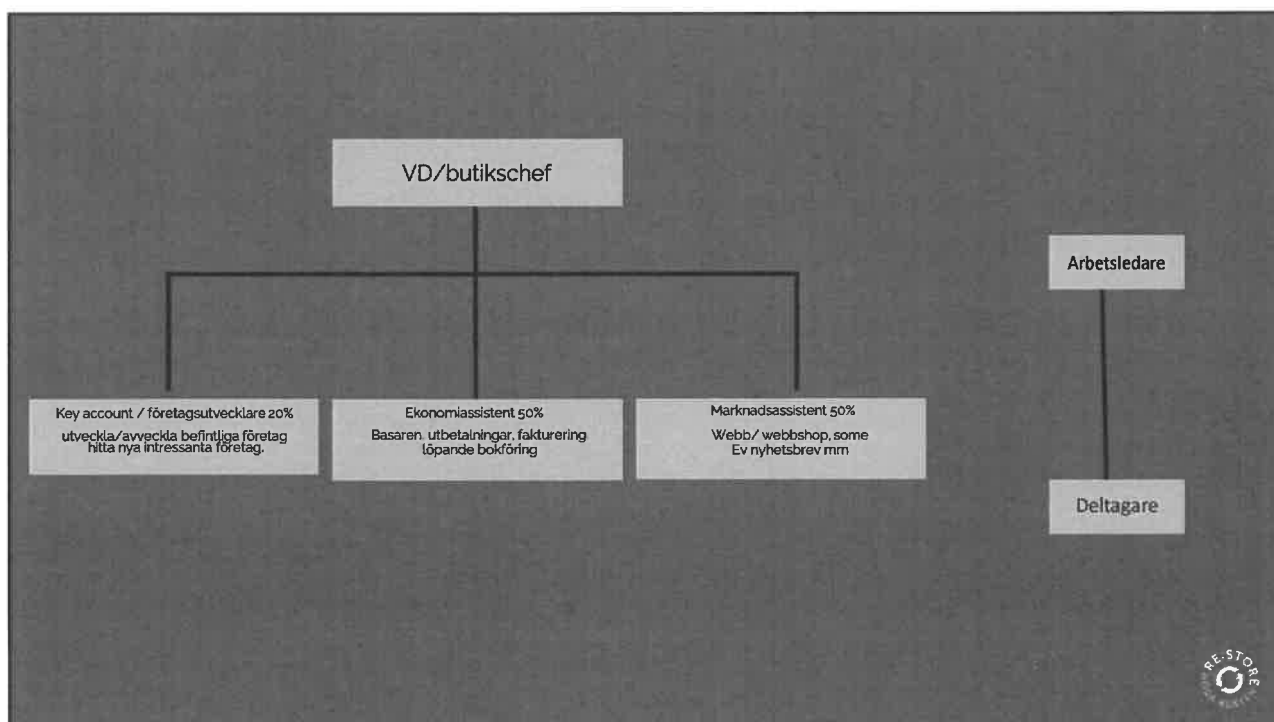 VD/butikschef
Arbetsledare
Key account / företagsutvecklare 20%
utveckla/avveckla befintliga företag
hitta nya intressanta företag.
Ekonomiassistent 50%
Basaren, utbetalningar, fakturering
löpande bokföring
Marknadsassistent 50%
Webb/ webbshop, some
Ev nyhetsbrev mm
Deltagare
RE-STORE